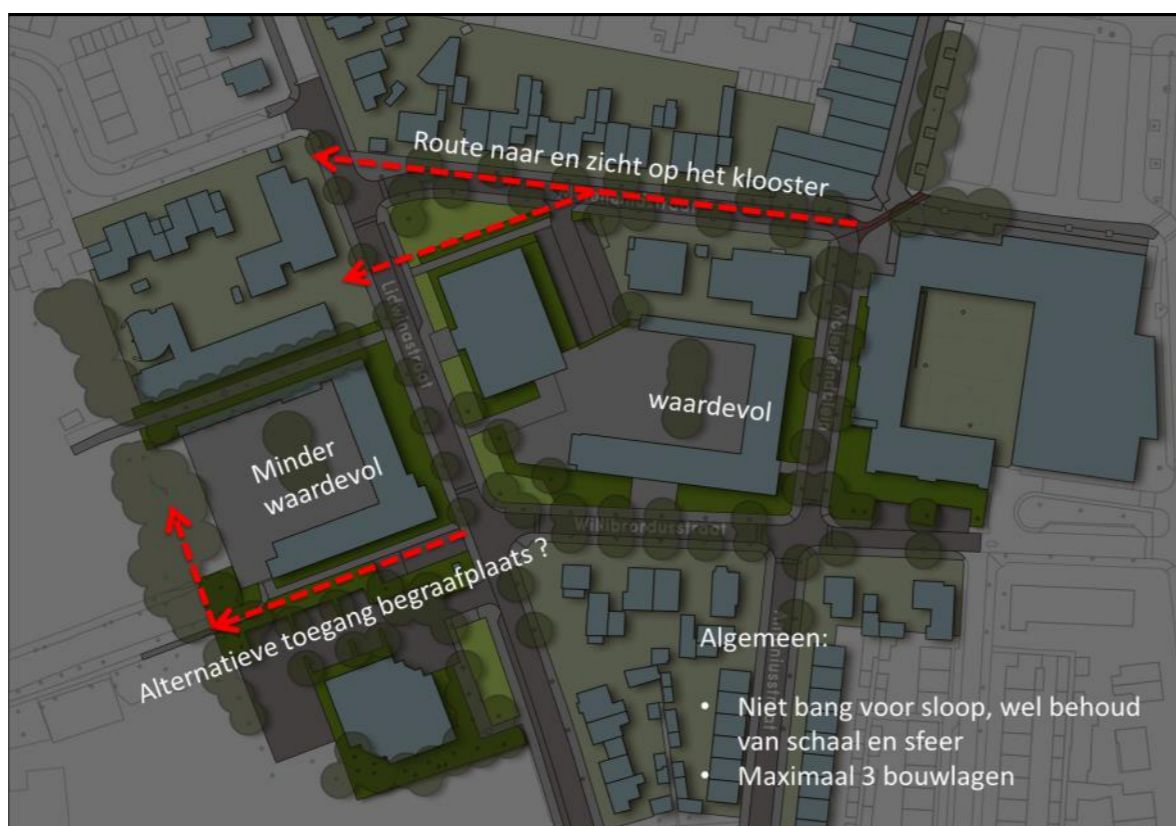 Route naar en zicht op het klooster
Lidwinastraat
waardevol
Minder
waardevol
Willibrordusstraat
Alternatieve toegang begraafplaats ?
Algemeen:
• Niet bang voor sloop, wel behoud
van schaal en sfeer
• Maximaal 3 bouwlagen